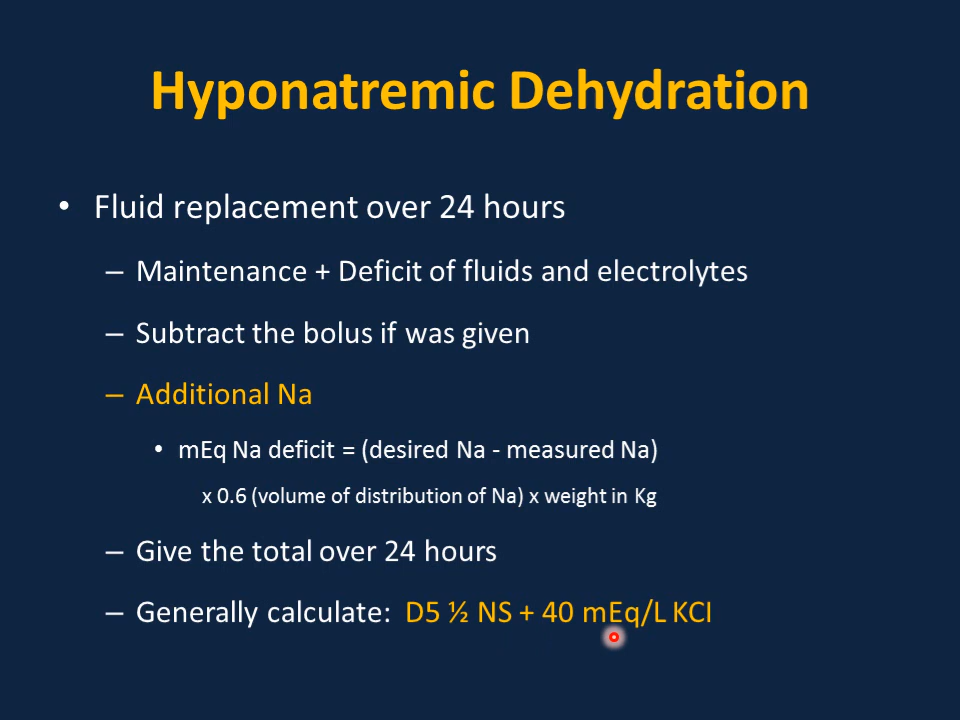 Hyponatremic Dehydration
• Fluid replacement over 24 hours
– Maintenance + Deficit of fluids and electrolytes
– Subtract the bolus if was given
– Additional Na
• mEq Na deficit = (desired Na - measured Na)
x 0.6 (volume of distribution of Na) x weight in Kg
– Give the total over 24 hours
– Generally calculate: D5 ½ NS + 40 mEq/L KCl